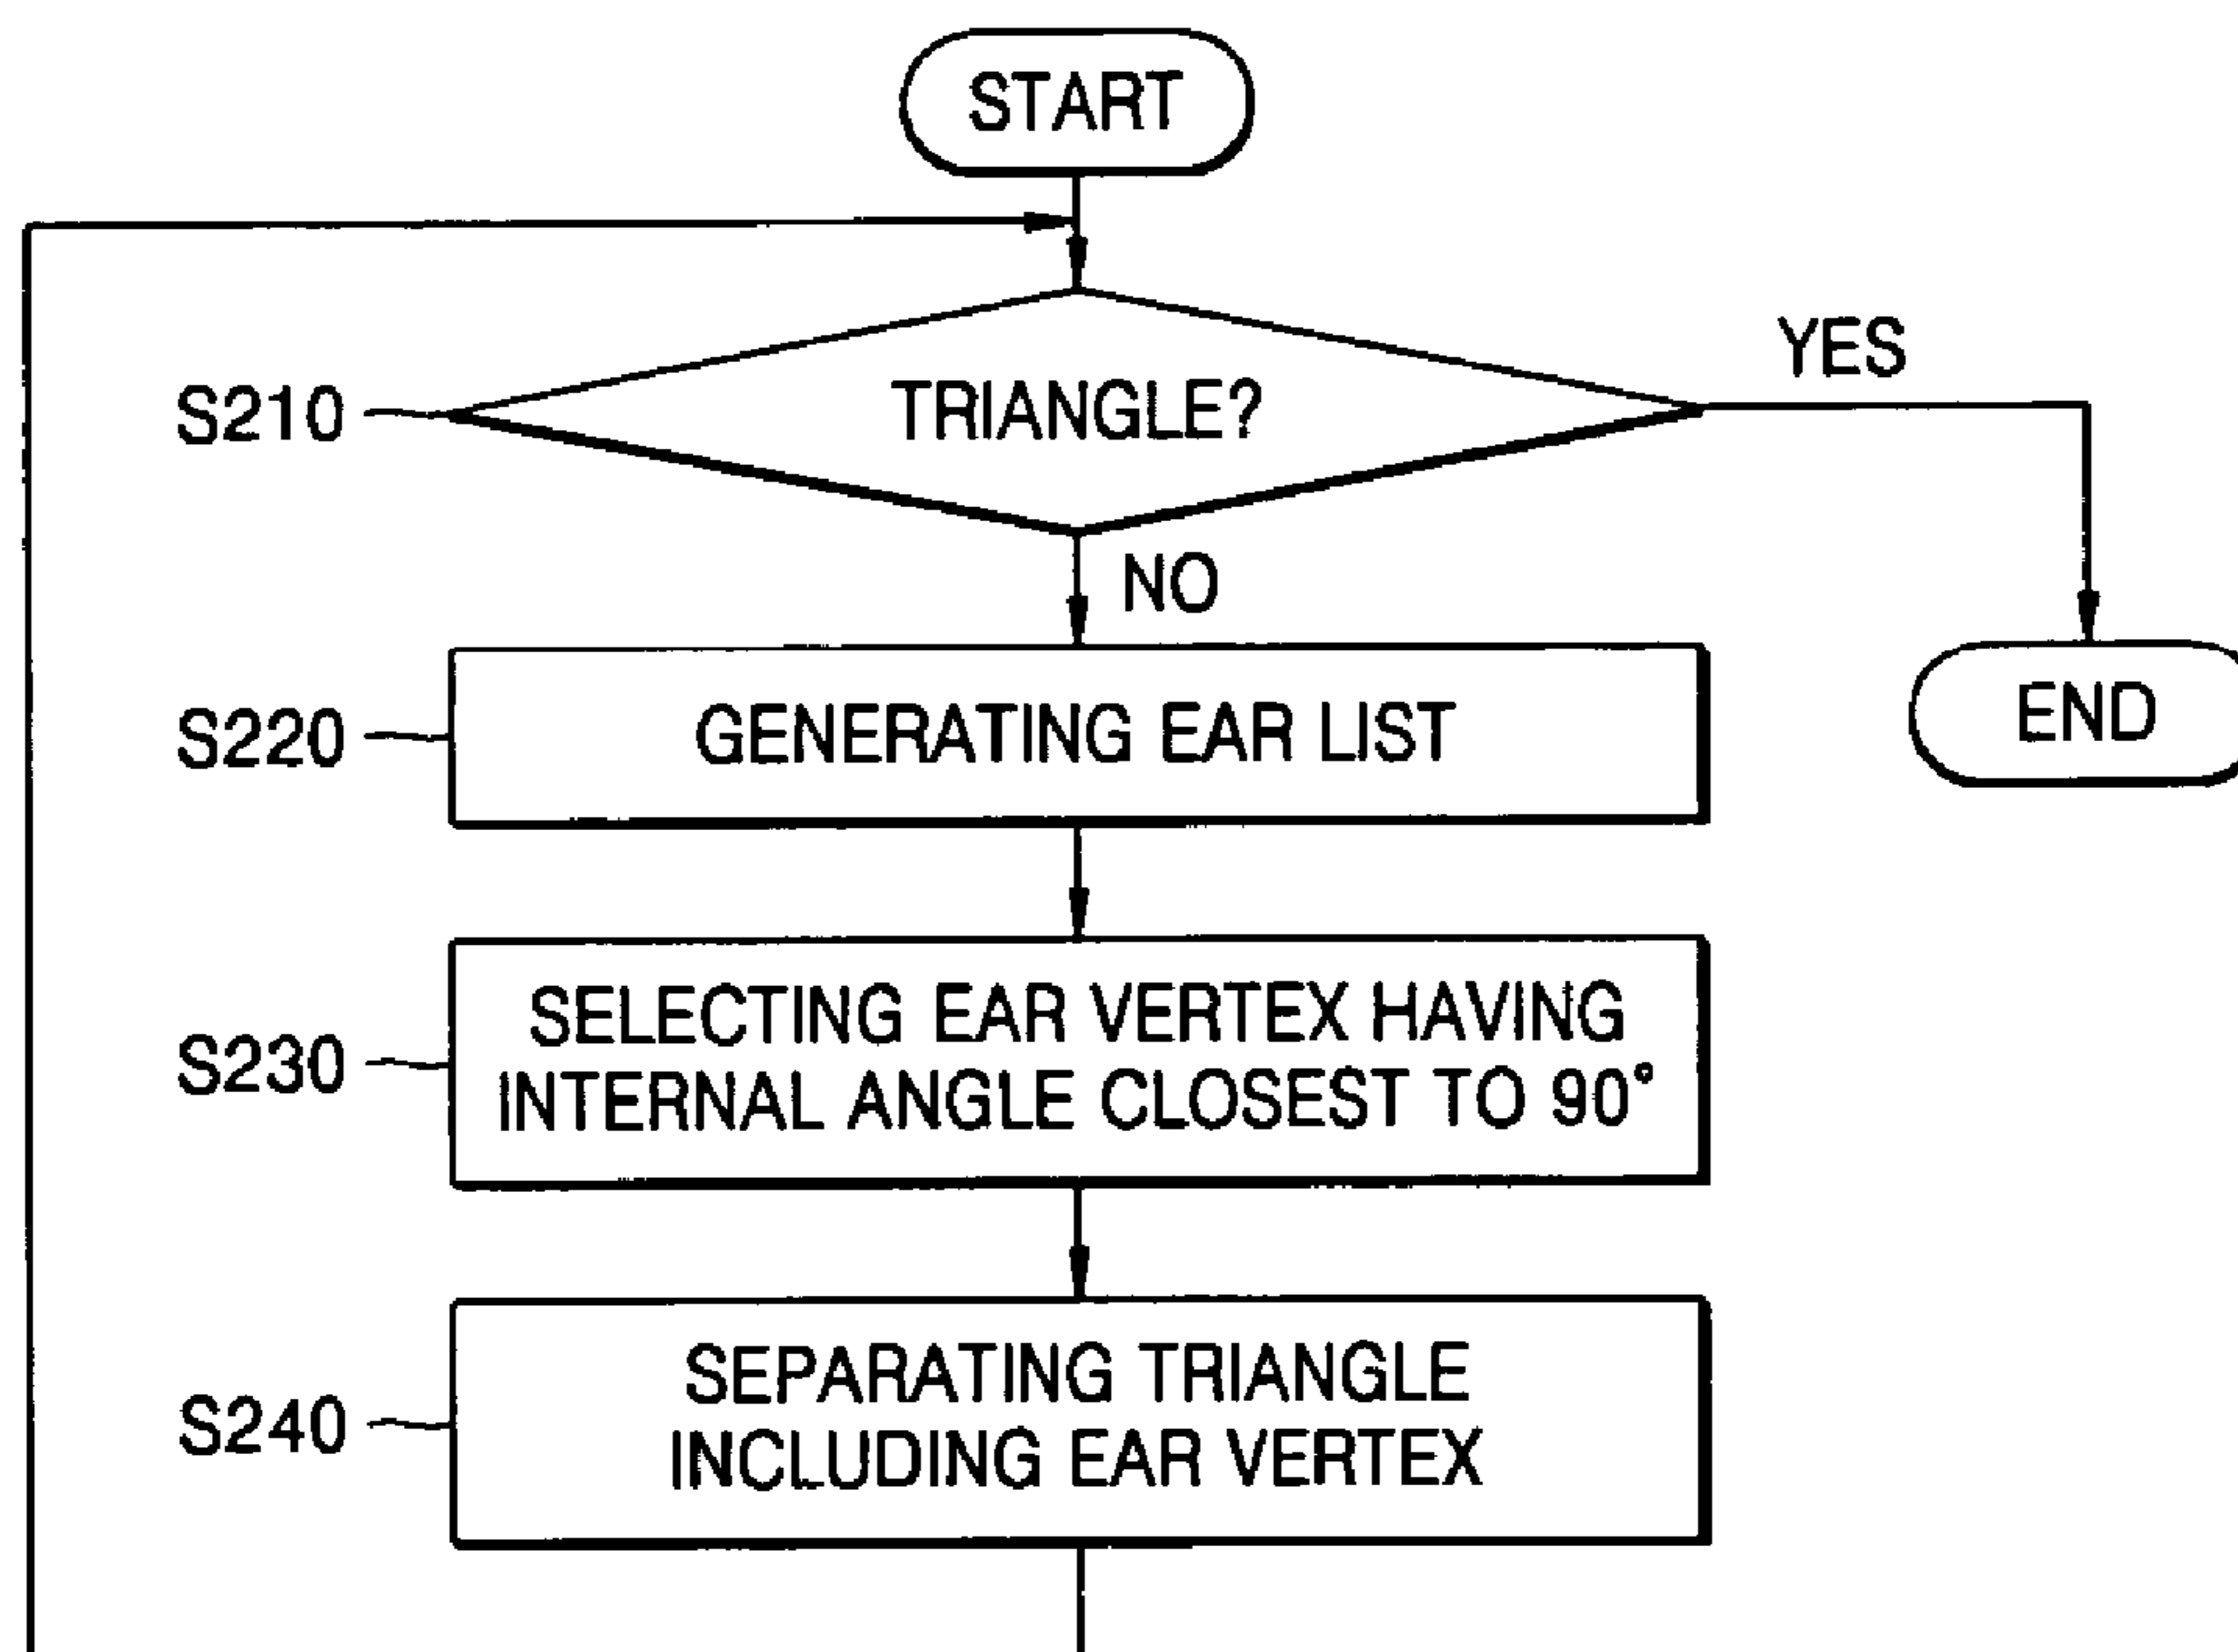 START
YES
S210
TRIANGLE?
NO
S220
GENERATING EAR LIST
END
S230
SELECTING EAR VERTEX HAVING
INTERNAL ANGLE CLOSEST TO 90°
S240
SEPARATING TRIANGLE
INCLUDING EAR VERTEX